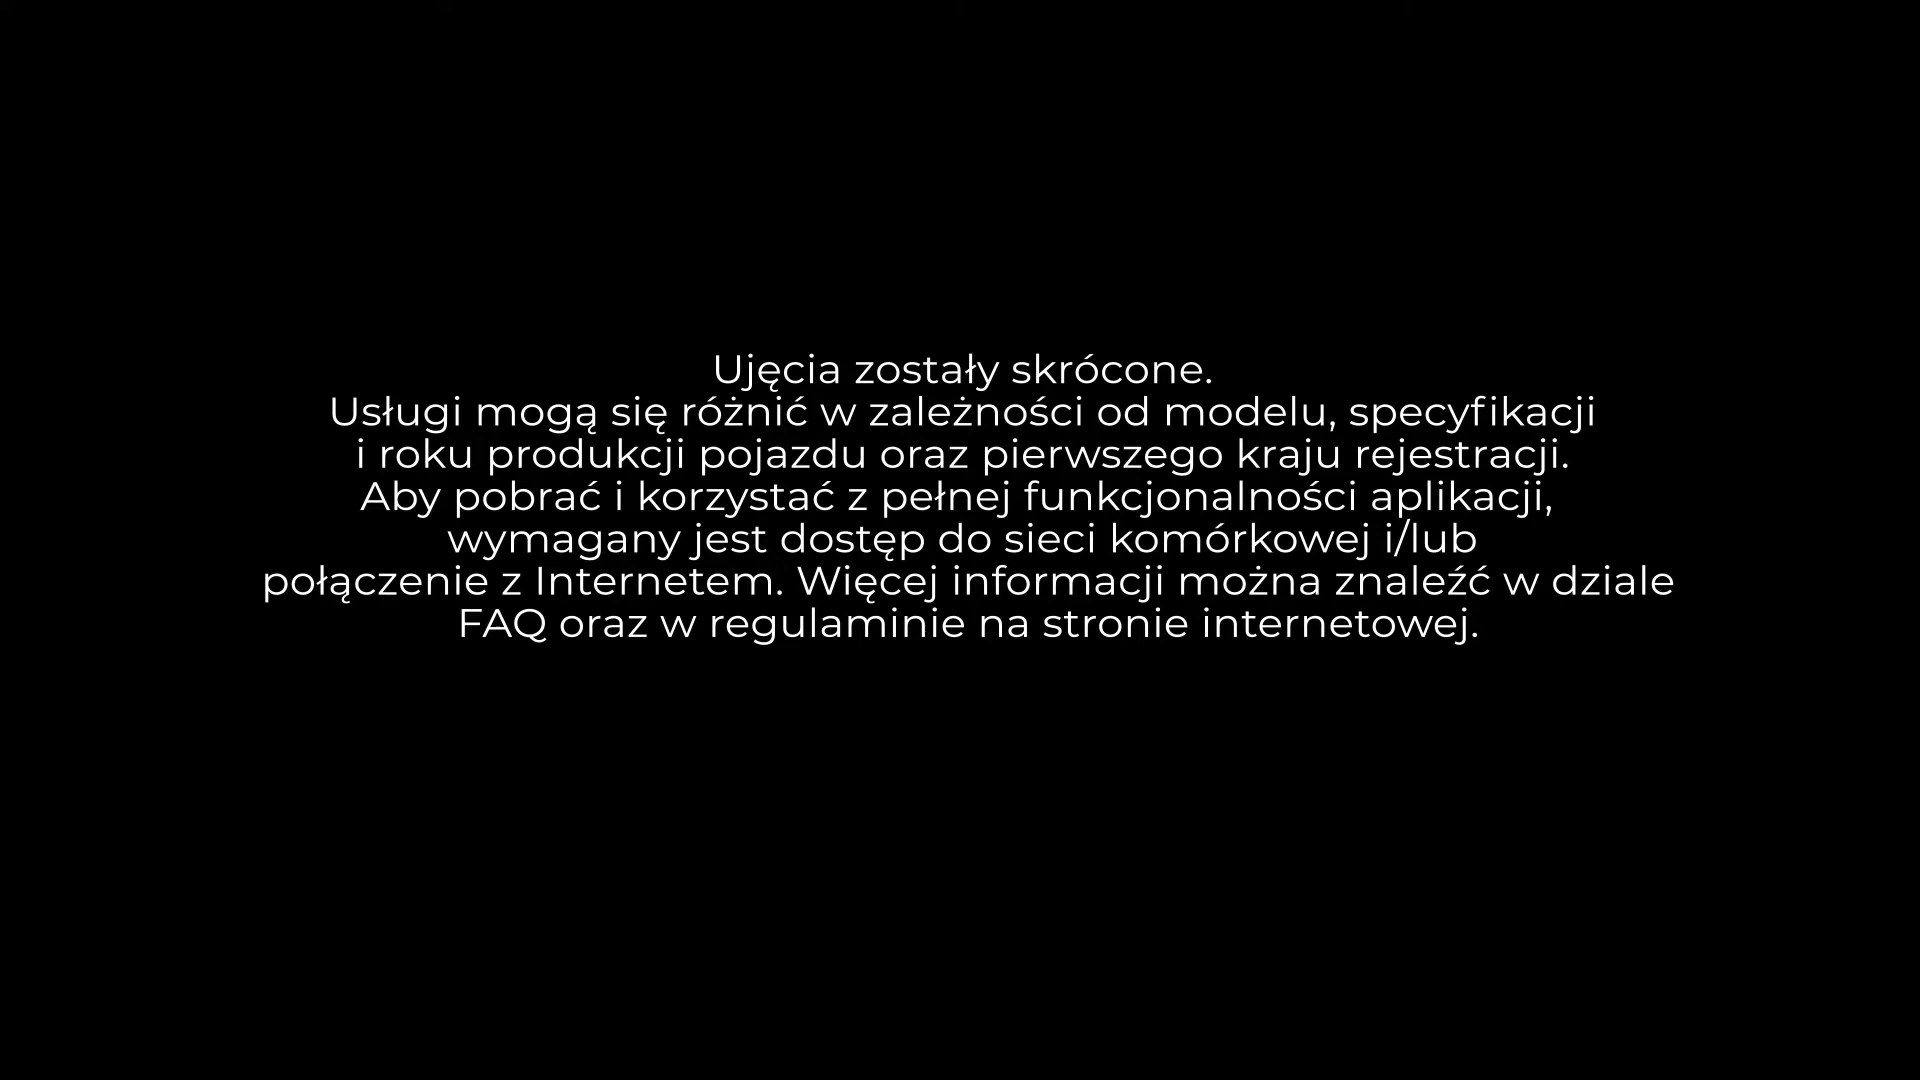 Ujęcia zostały skrócone.
Usługi mogą się różnić w zależności od modelu, specyfikacji
i roku produkcji pojazdu oraz pierwszego kraju rejestracji.
Aby pobrać i korzystać z pełnej funkcjonalności aplikacji,
wymagany jest dostęp do sieci komórkowej i/lub
połączenie z Internetem. Więcej informacji można znaleźć w dziale
FAQ oraz w regulaminie na stronie internetowej.